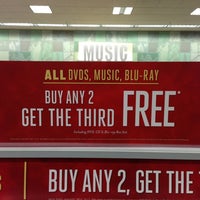 MUSIC
ALL DVDS, MUSIC, BLU-RAY
BUY ANY 2
GET THE THIRD FREE*
BUY ANY 2, GET THE